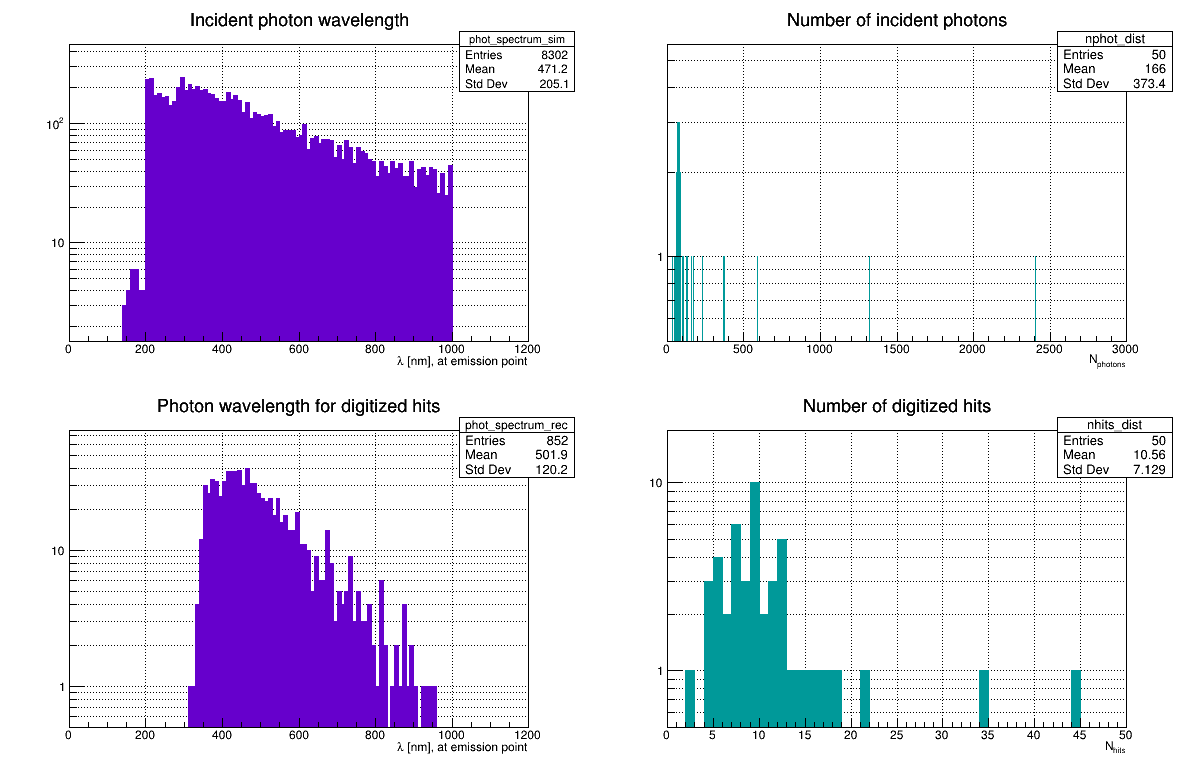 Incident photon wavelength
phot_spectrum_sim
Entries 8302
Mean 471.2
Std Dev 205.1
10²
10
0 200 400 600 800 1000 1200
λ [nm], at emission point
Number of incident photons
nphot_dist
Entries 50
Mean 166
Std Dev 373.4
1
0 500 1000 1500 2000 2500 3000
Nphotons
Photon wavelength for digitized hits
phot_spectrum_rec
Entries 852
Mean 501.9
Std Dev 120.2
10
1
0 200 400 600 800 1000 1200
λ [nm], at emission point
Number of digitized hits
nhits_dist
Entries 50
Mean 10.56
Std Dev 7.129
10
1
0 5 10 15 20 25 30 35 40 45 50
Nhits